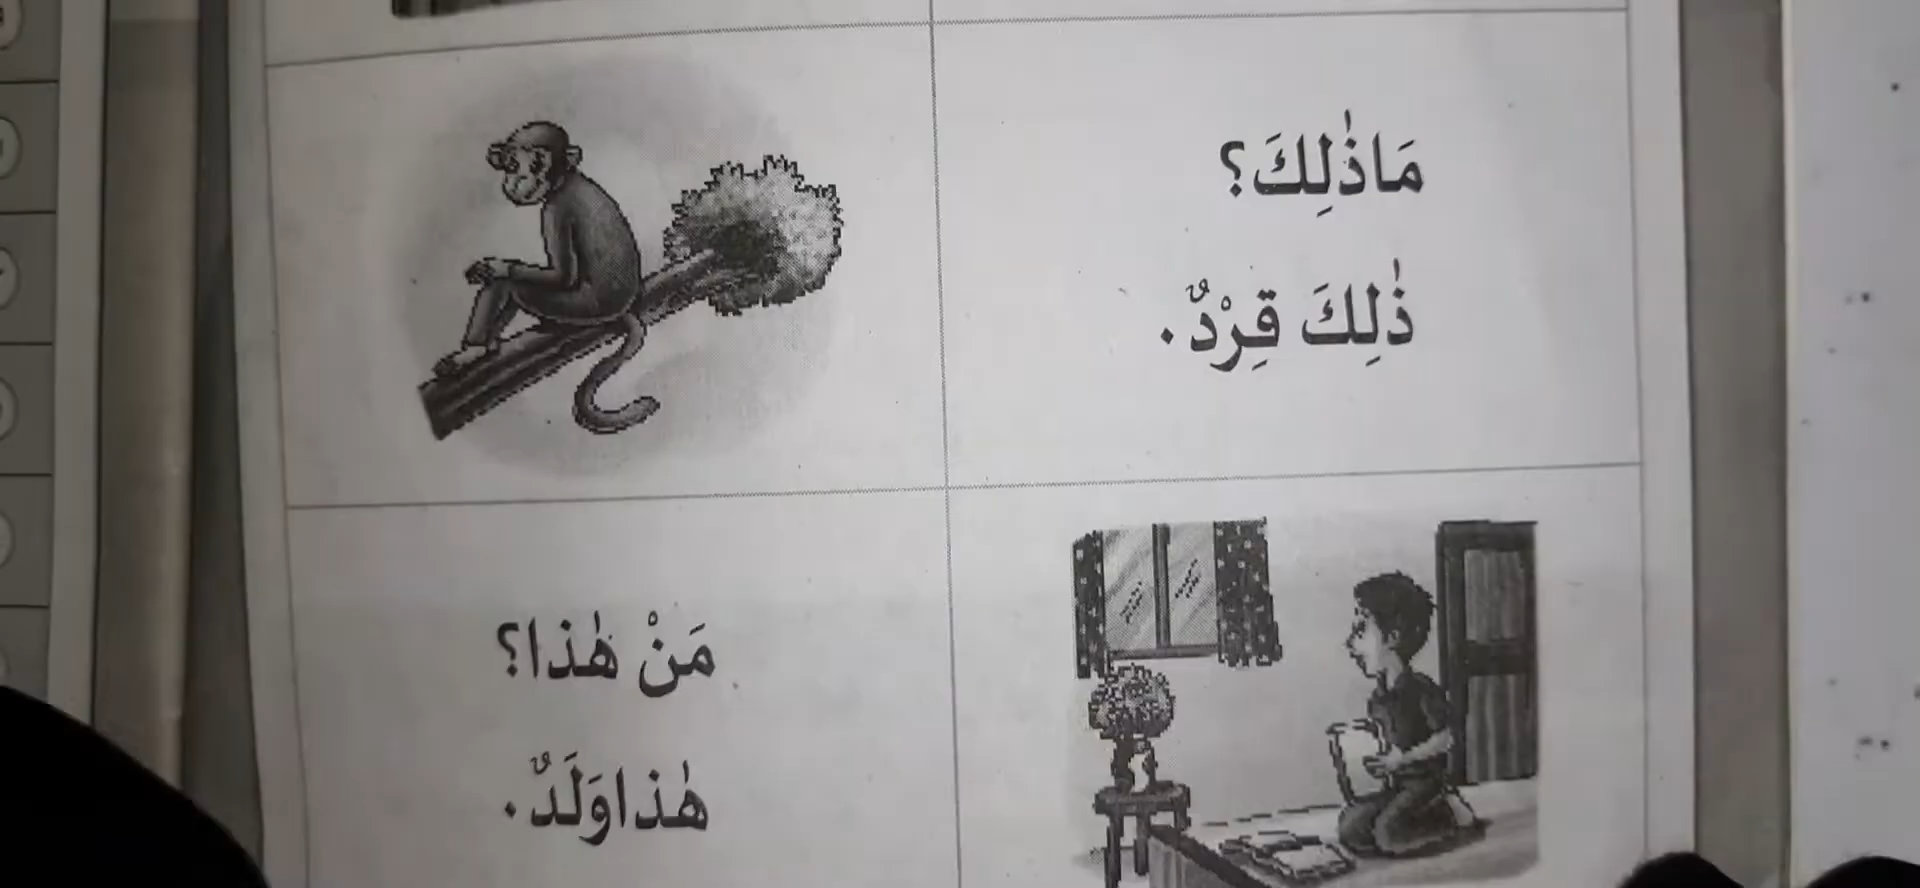 مَاذٰلِكَ؟
ذٰلِكَ قِرْدٌ.
مَنْ هٰذا؟
هٰذاوَلَدٌ.